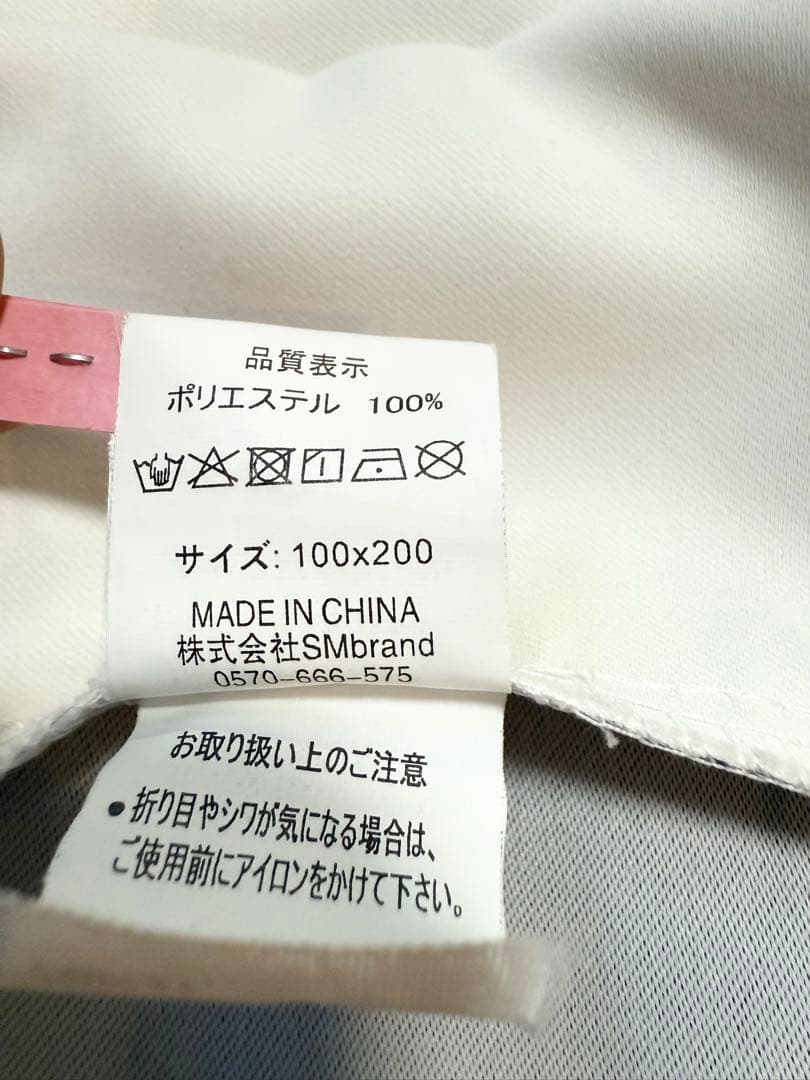 品質表示
ポリエステル 100%
サイズ: 100x200
MADE IN CHINA
株式会社SMbrand
0570-666-575
お取り扱い上のご注意
●折り目やシワが気になる場合は、
ご使用前にアイロンをかけて下さい。